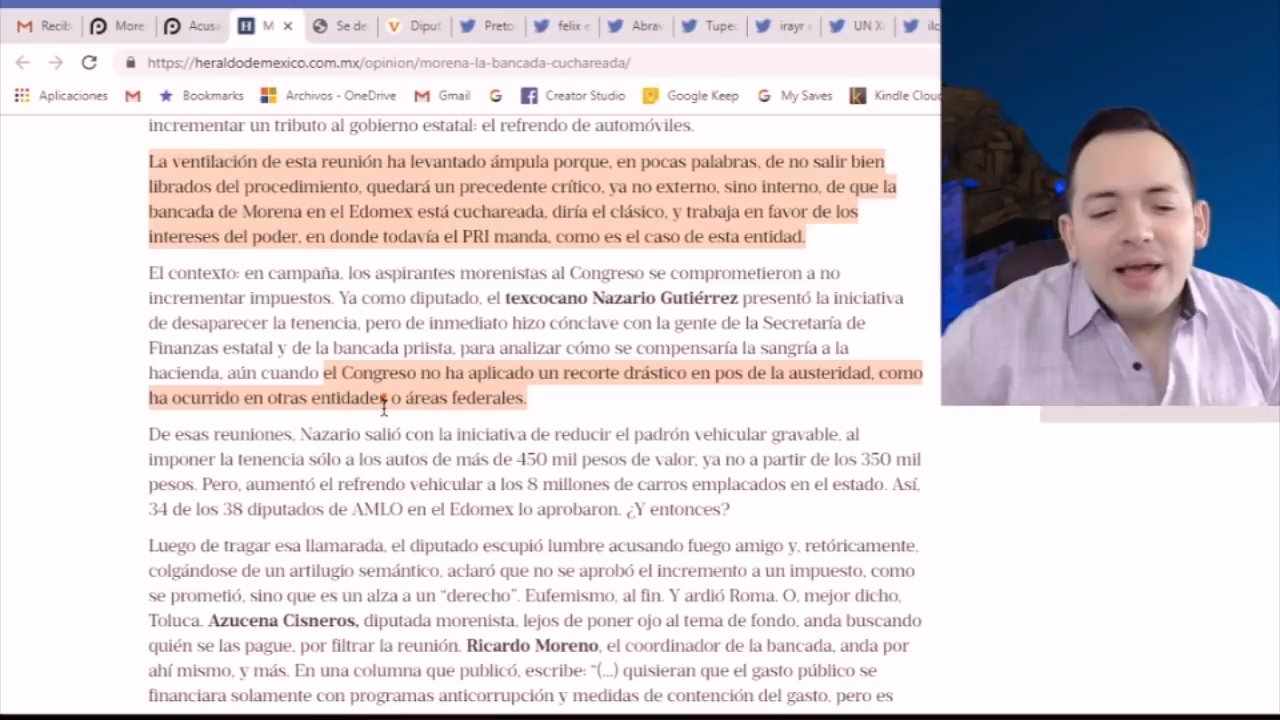 Recib
More
Acusa
M
Se de
Diput
Preto
felix e
Abra
Tupe
irayr
UN X
ilc
https://heraldodemexico.com.mx/opinion/morena-la-bancada-cuchareada/
Aplicaciones
Bookmarks
Archivos - OneDrive
Gmail
Creator Studio
Google Keep
My Saves
Kindle Cloud
incrementar un tributo al gobierno estatal: el refrendo de automóviles.
La ventilación de esta reunión ha levantado ámpula porque, en pocas palabras, de no salir bien
librados del procedimiento, quedará un precedente crítico, ya no externo, sino interno, de que la
bancada de Morena en el Edomex está cuchareada, diría el clásico, y trabaja en favor de los
intereses del poder, en donde todavía el PRI manda, como es el caso de esta entidad.
El contexto: en campaña, los aspirantes morenistas al Congreso se comprometieron a no
incrementar impuestos. Ya como diputado, el texcocano Nazario Gutiérrez presentó la iniciativa
de desaparecer la tenencia, pero de inmediato hizo cónclave con la gente de la Secretaría de
Finanzas estatal y de la bancada priista, para analizar cómo se compensaría la sangría a la
hacienda, aún cuando el Congreso no ha aplicado un recorte drástico en pos de la austeridad, como
ha ocurrido en otras entidades o áreas federales.
De esas reuniones, Nazario salió con la iniciativa de reducir el padrón vehicular gravable, al
imponer la tenencia sólo a los autos de más de 450 mil pesos de valor, ya no a partir de los 350 mil
pesos. Pero, aumentó el refrendo vehicular a los 8 millones de carros emplacados en el estado. Así,
34 de los 38 diputados de AMLO en el Edomex lo aprobaron. ¿Y entonces?
Luego de tragar esa llamarada, el diputado escupió lumbre acusando fuego amigo y, retóricamente,
colgándose de un artilugio semántico, aclaró que no se aprobó el incremento a un impuesto, como
se prometió, sino que es un alza a un “derecho”. Eufemismo, al fin. Y ardió Roma. O, mejor dicho,
Toluca. Azucena Cisneros, diputada morenista, lejos de poner ojo al tema de fondo, anda buscando
quién se las pague, por filtrar la reunión. Ricardo Moreno, el coordinador de la bancada, anda por
ahí mismo, y más. En una columna que publicó, escribe: “(...) quisieran que el gasto público se
financiara solamente con programas anticorrupción y medidas de contención del gasto, pero es